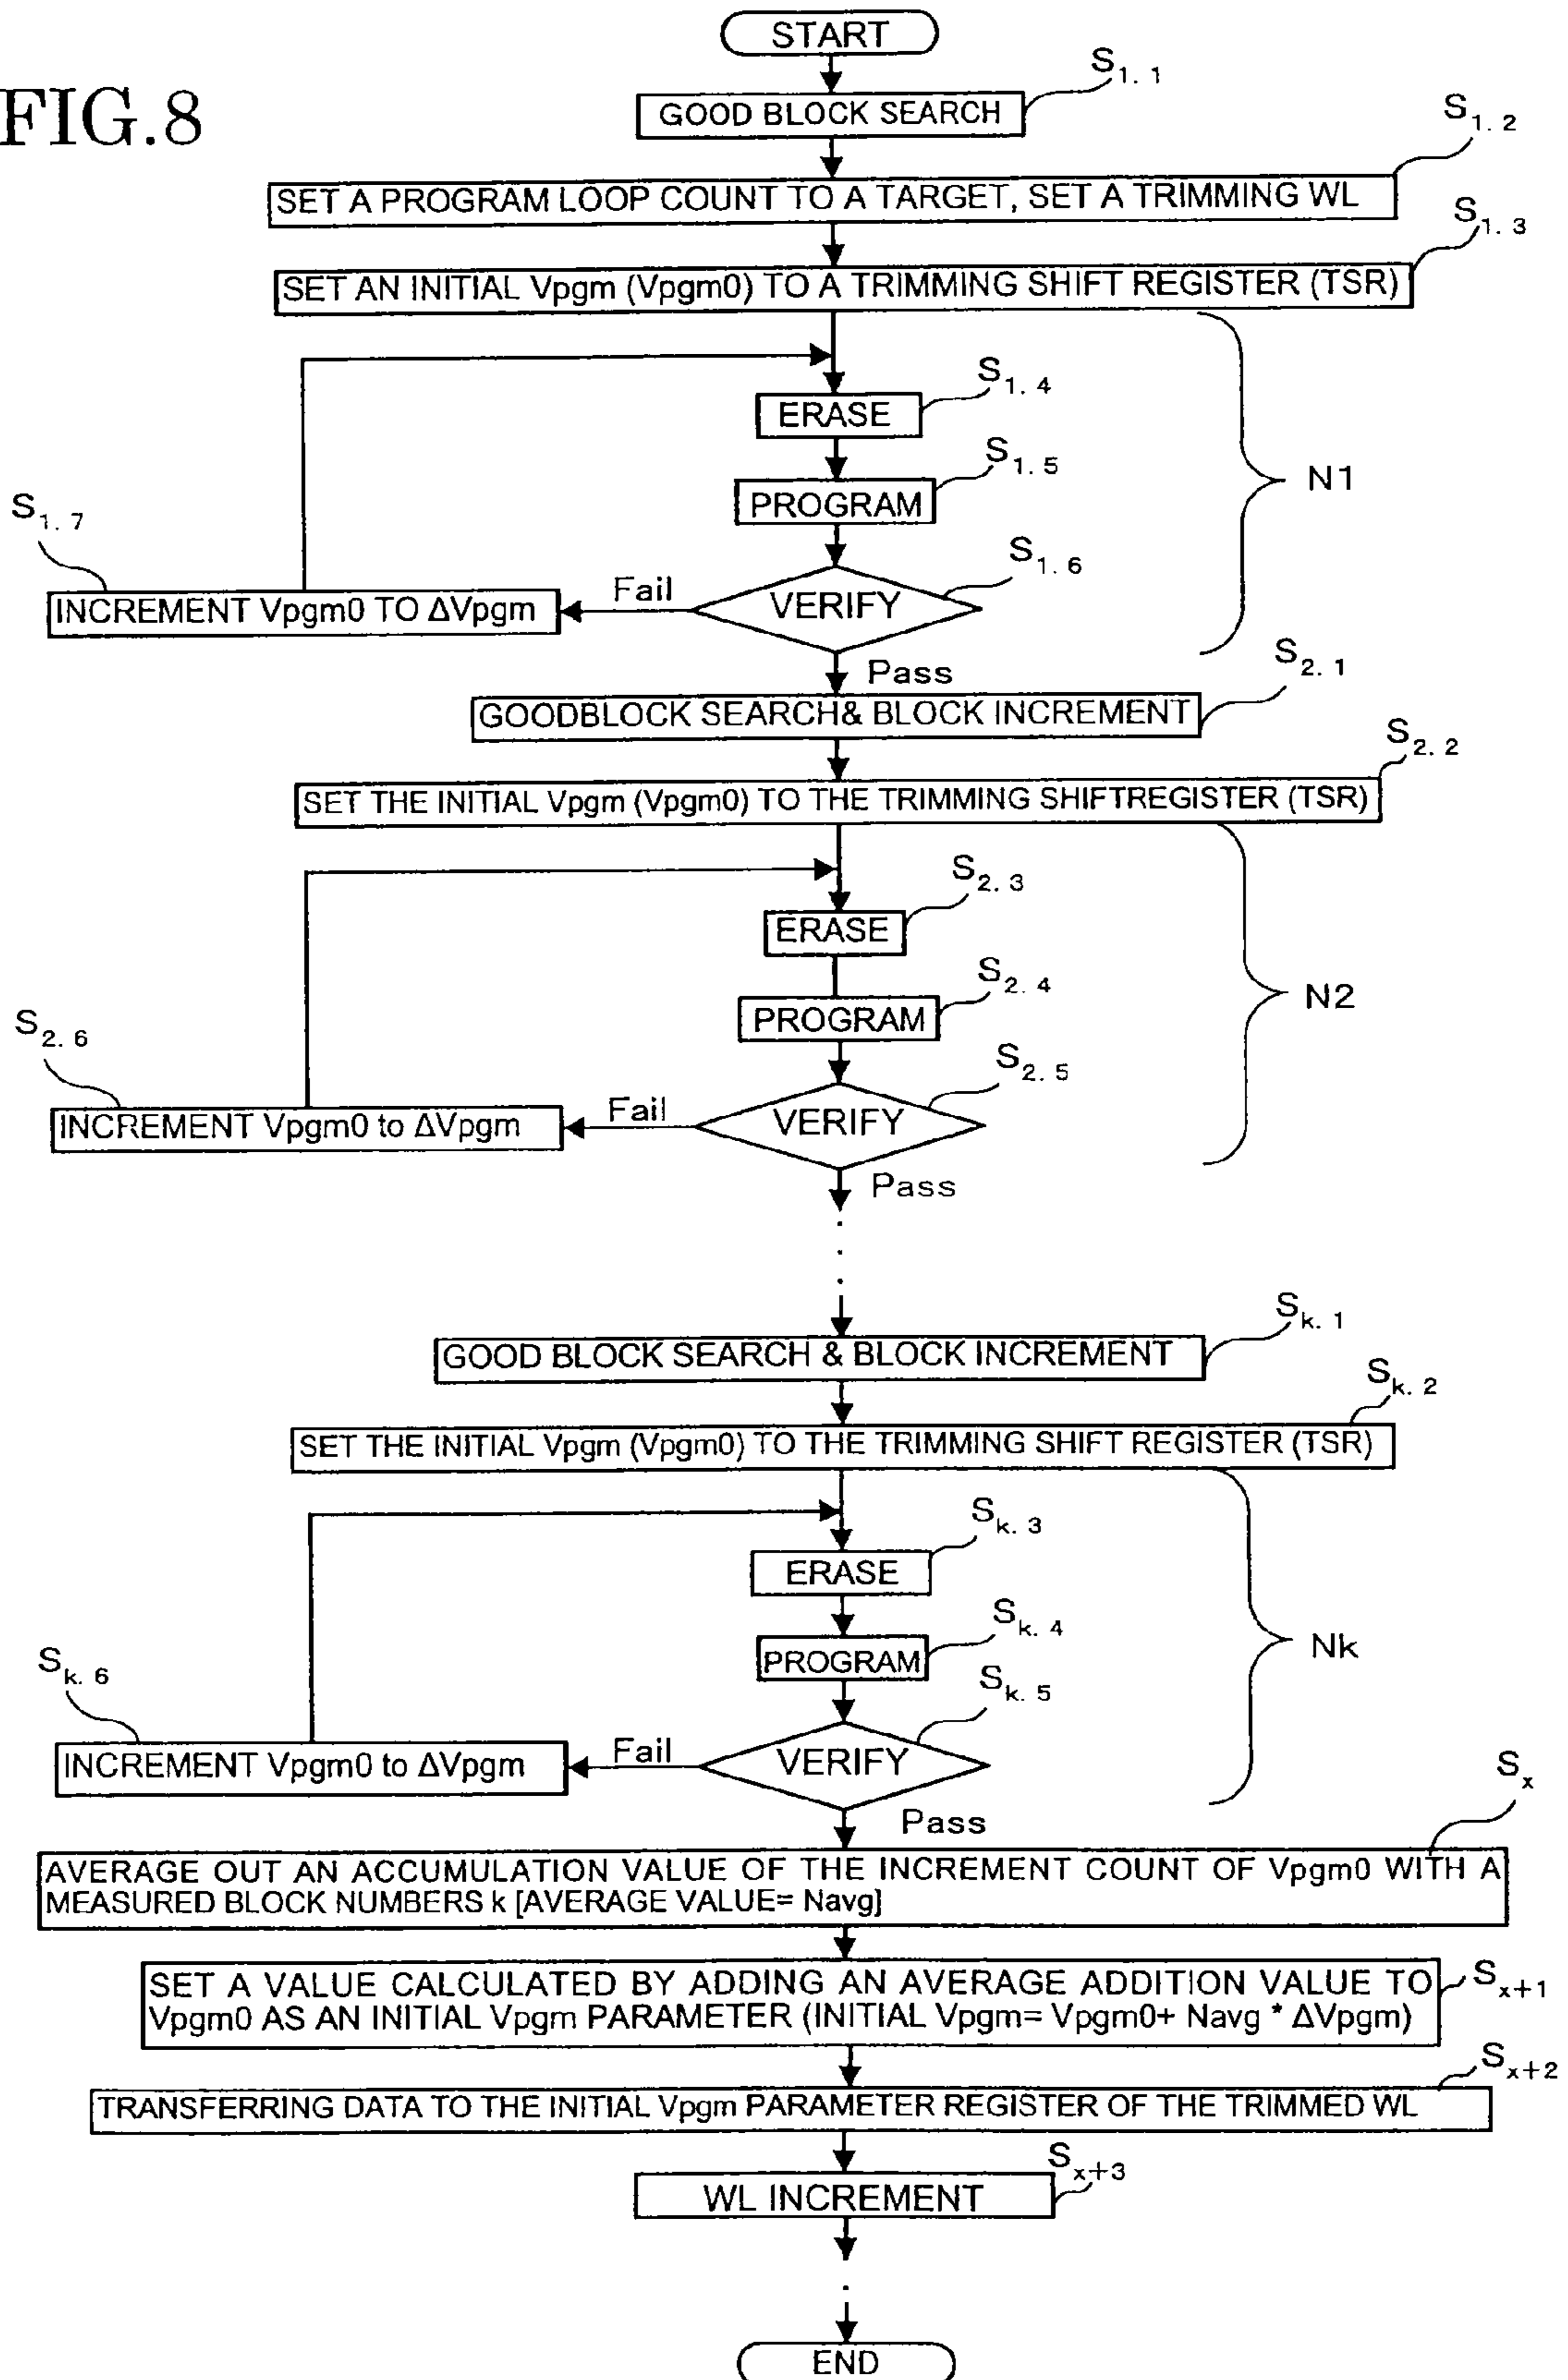 FIG.8
START
S1.1
GOOD BLOCK SEARCH
S1.2
SET A PROGRAM LOOP COUNT TO A TARGET, SET A TRIMMING WL
S1.3
SET AN INITIAL Vpgm (Vpgm0) TO A TRIMMING SHIFT REGISTER (TSR)
S1.4
ERASE
S1.5
PROGRAM
N1
S1.7
S1.6
INCREMENT Vpgm0 TO ΔVpgm
Fail
VERIFY
Pass
S2.1
GOODBLOCK SEARCH& BLOCK INCREMENT
S2.2
SET THE INITIAL Vpgm (Vpgm0) TO THE TRIMMING SHIFTREGISTER (TSR)
S2.3
ERASE
S2.4
PROGRAM
N2
S2.6
S2.5
INCREMENT Vpgm0 to ΔVpgm
Fail
VERIFY
Pass
Sk.1
GOOD BLOCK SEARCH & BLOCK INCREMENT
Sk.2
SET THE INITIAL Vpgm (Vpgm0) TO THE TRIMMING SHIFT REGISTER (TSR)
Sk.3
ERASE
Sk.4
PROGRAM
Nk
Sk.6
Sk.5
INCREMENT Vpgm0 to ΔVpgm
Fail
VERIFY
Pass
Sx
AVERAGE OUT AN ACCUMULATION VALUE OF THE INCREMENT COUNT OF Vpgm0 WITH A
MEASURED BLOCK NUMBERS k [AVERAGE VALUE= Navg]
Sx+1
SET A VALUE CALCULATED BY ADDING AN AVERAGE ADDITION VALUE TO
Vpgm0 AS AN INITIAL Vpgm PARAMETER (INITIAL Vpgm= Vpgm0+ Navg * ΔVpgm)
Sx+2
TRANSFERRING DATA TO THE INITIAL Vpgm PARAMETER REGISTER OF THE TRIMMED WL
Sx+3
WL INCREMENT
END